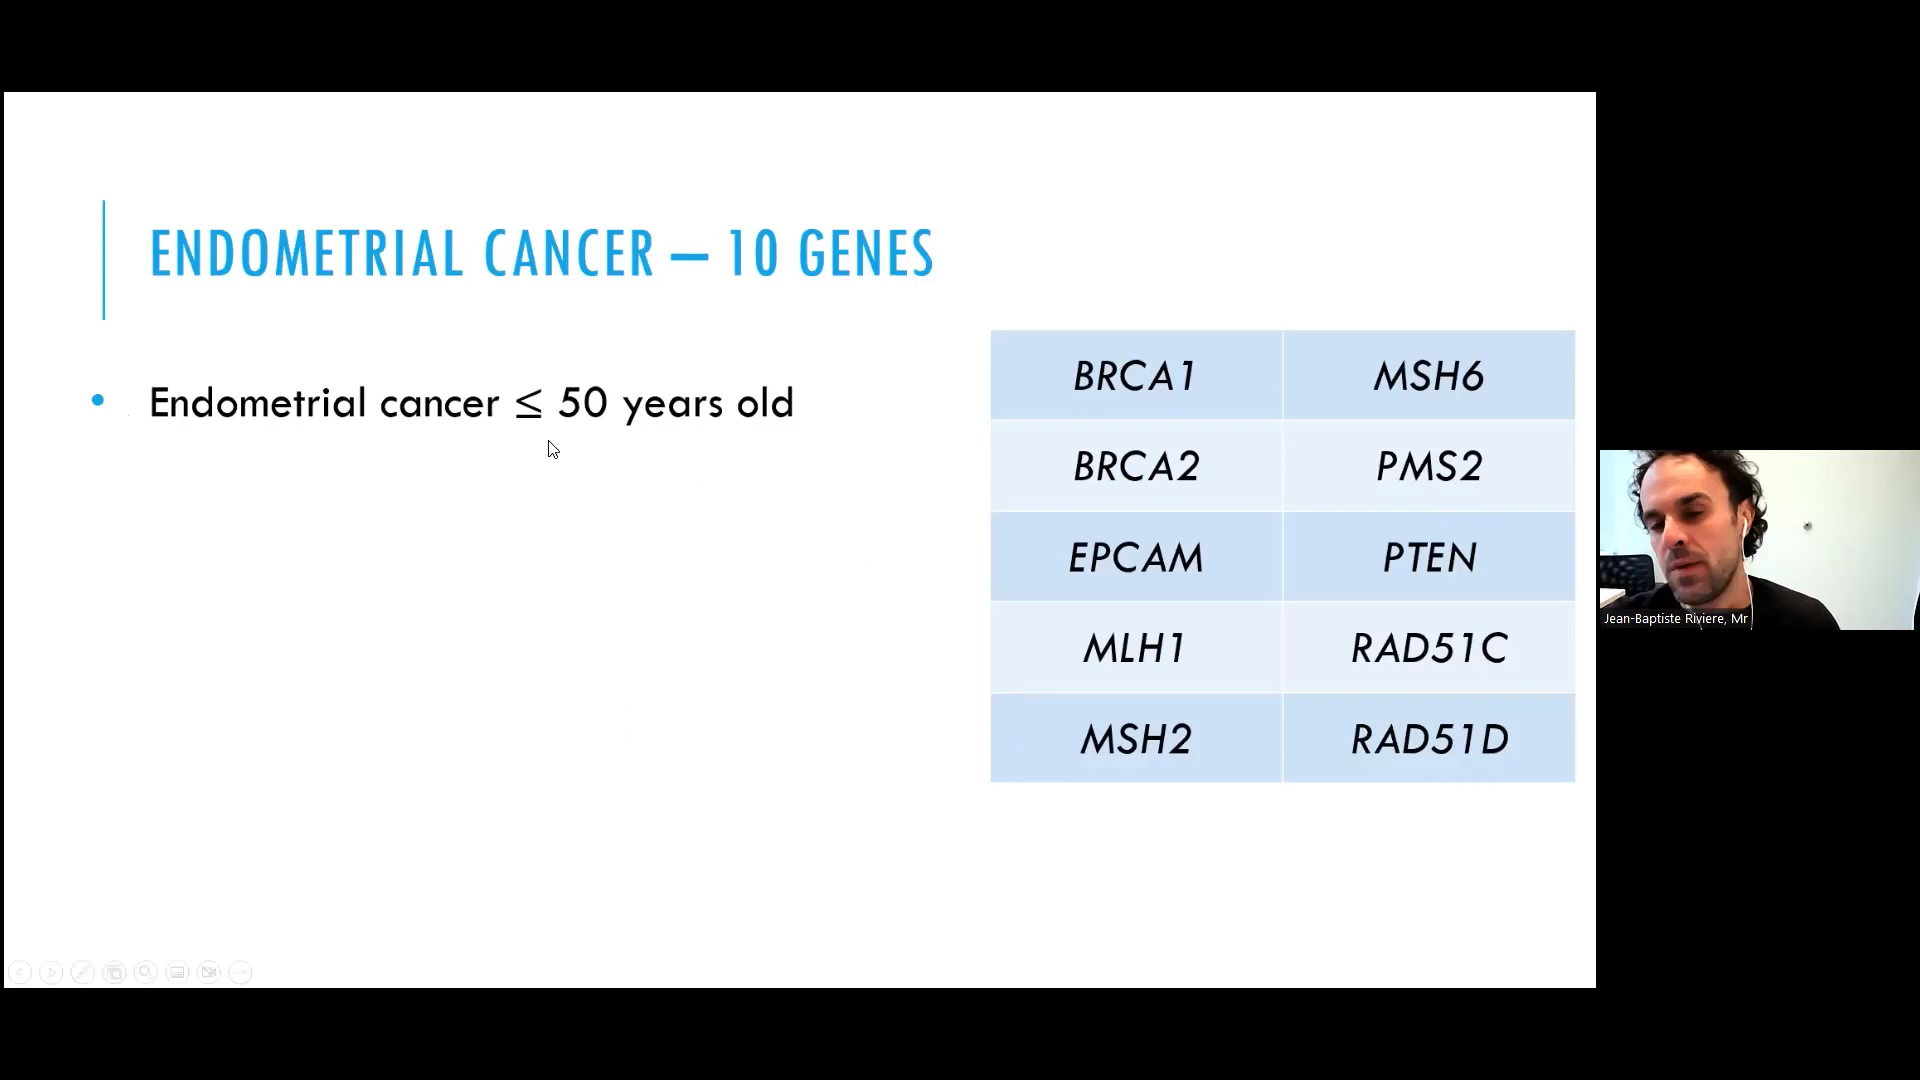 ENDOMETRIAL CANCER – 10 GENES
• Endometrial cancer ≤ 50 years old
BRCA1 MSH6
BRCA2 PMS2
EPCAM PTEN
MLH1 RAD51C
MSH2 RAD51D
Jean-Baptiste Riviere, Mr